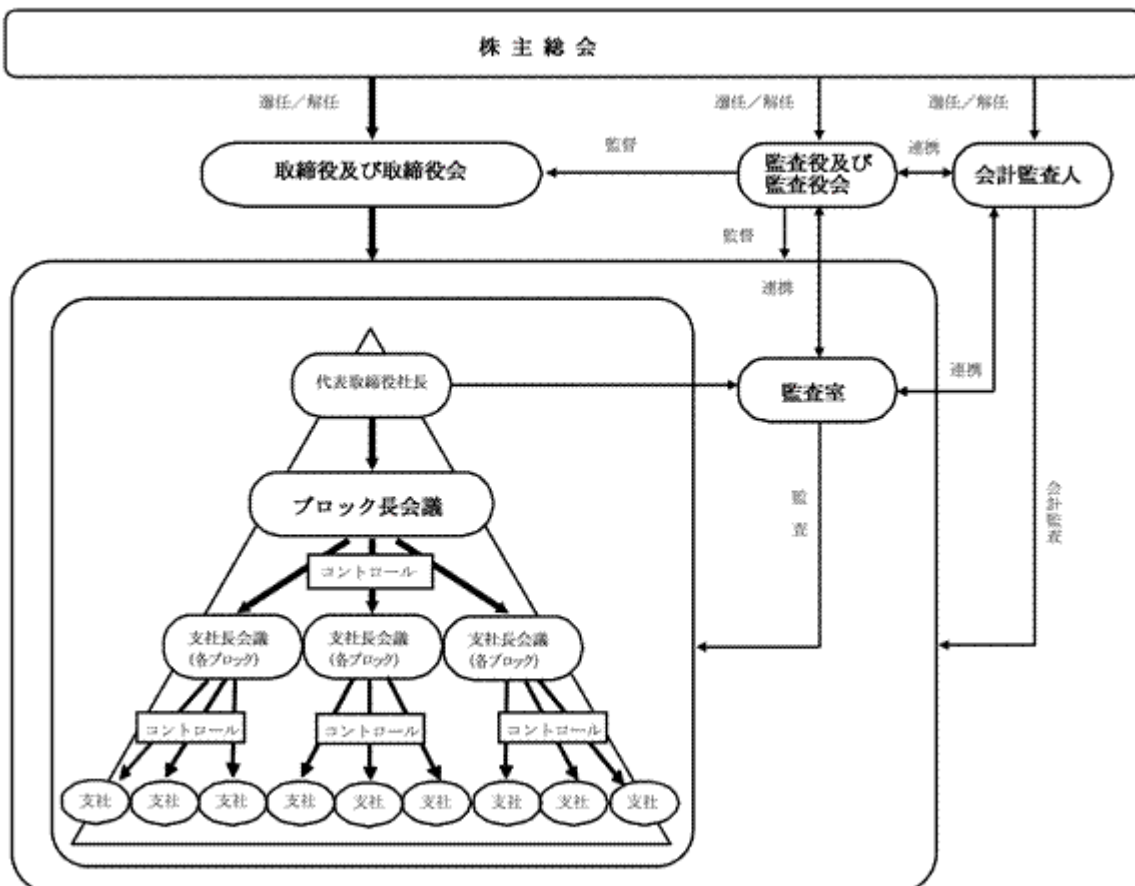 株主総会
選任／解任
選任／解任
選任／解任
取締役及び取締役会
監督
監査役及び
監査役会
連携
会計監査人
監督
連携
代表取締役社長
監査室
連携
ブロック長会議
監査
会計監査
コントロール
支社長会議
(各ブロック)
支社長会議
(各ブロック)
支社長会議
(各ブロック)
コントロール
コントロール
コントロール
支社
支社
支社
支社
支社
支社
支社
支社
支社